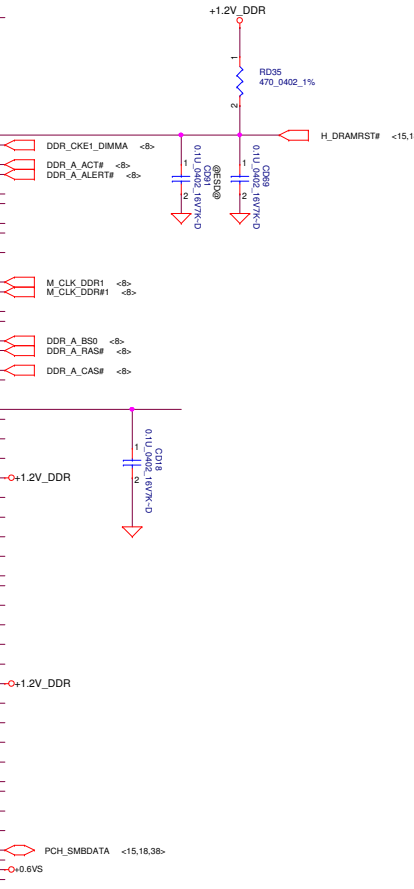 +1.2V_DDR
1
RD35
470_0402_1%
2
H_DRAMRST# <15,1
DDR_CKE1_DIMMA <8>
DDR_A_ACT# <8>
DDR_A_ALERT# <8>
1
2
@ESD@
CD91
0.1U_0402_16V7K~D
1
2
CD69
0.1U_0402_16V7K~D
M_CLK_DDR1 <8>
M_CLK_DDR#1 <8>
DDR_A_BS0 <8>
DDR_A_RAS# <8>
DDR_A_CAS# <8>
1
2
CD18
0.1U_0402_16V7K~D
+1.2V_DDR
+1.2V_DDR
PCH_SMBDATA <15,18,38>
+0.6VS